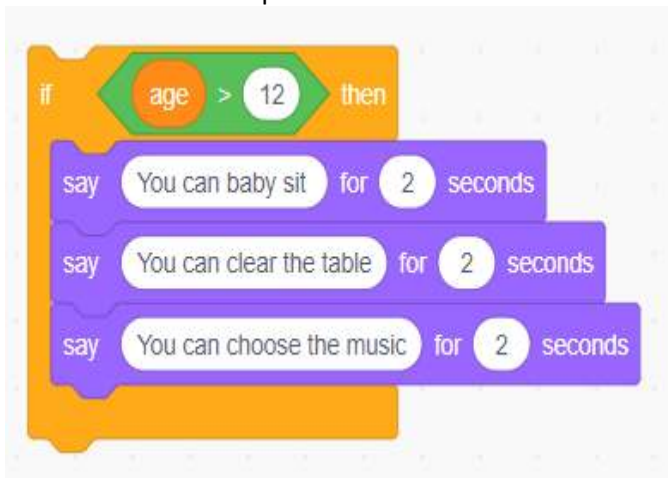 if age > 12 then
say You can baby sit for 2 seconds
say You can clear the table for 2 seconds
say You can choose the music for 2 seconds